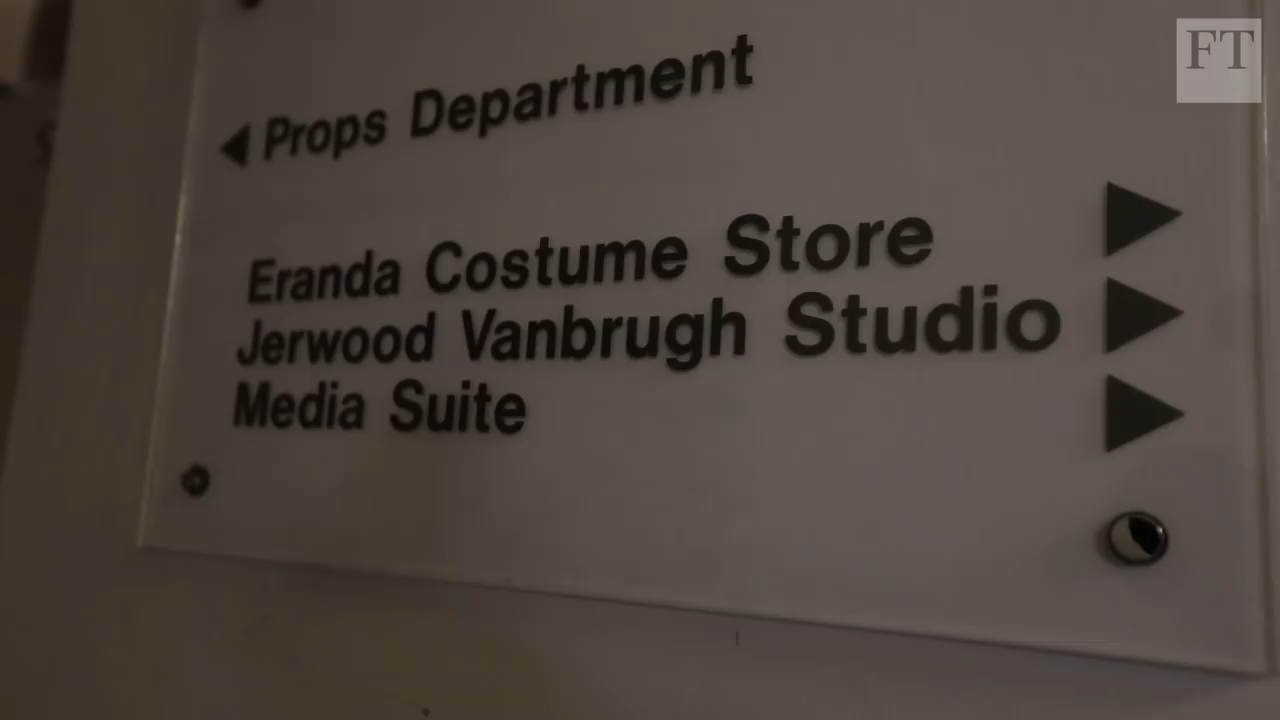 FT
Props Department
Eranda Costume Store
Jerwood Vanbrugh Studio
Media Suite